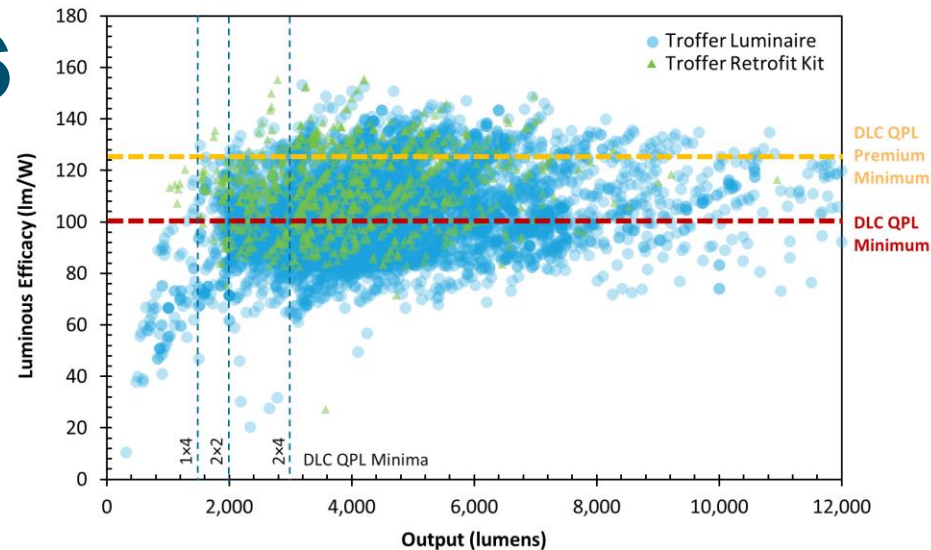 S
180
160
140
120
100
80
60
40
20
0
Luminous Efficacy (lm/W)
Troffer Luminaire
Troffer Retrofit Kit
DLC QPL
Premium
Minimum
DLC QPL
Minimum
1×4
2×2
2×4
DLC QPL Minima
0
2,000
4,000
6,000
8,000
10,000
12,000
Output (lumens)